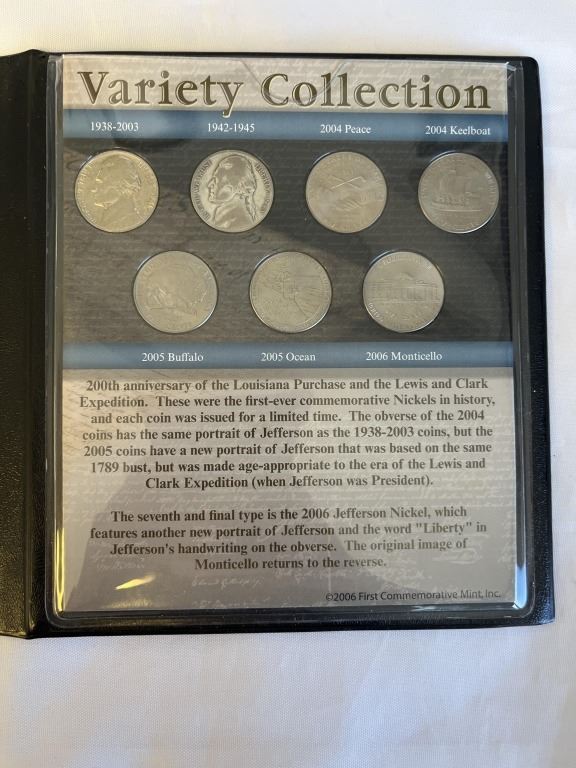 Variety Collection
1938-2003 1942-1945 2004 Peace 2004 Keelboat
2005 Buffalo 2005 Ocean 2006 Monticello
200th anniversary of the Louisiana Purchase and the Lewis and Clark
Expedition. These were the first-ever commemorative Nickels in history,
and each coin was issued for a limited time. The obverse of the 2004
coins has the same portrait of Jefferson as the 1938-2003 coins, but the
2005 coins have a new portrait of Jefferson that was based on the same
1789 bust, but was made age-appropriate to the era of the Lewis and
Clark Expedition (when Jefferson was President).
The seventh and final type is the 2006 Jefferson Nickel, which
features another new portrait of Jefferson and the word "Liberty" in
Jefferson's handwriting on the obverse. The original image of
Monticello returns to the reverse.
©2006 First Commemorative Mint, Inc.